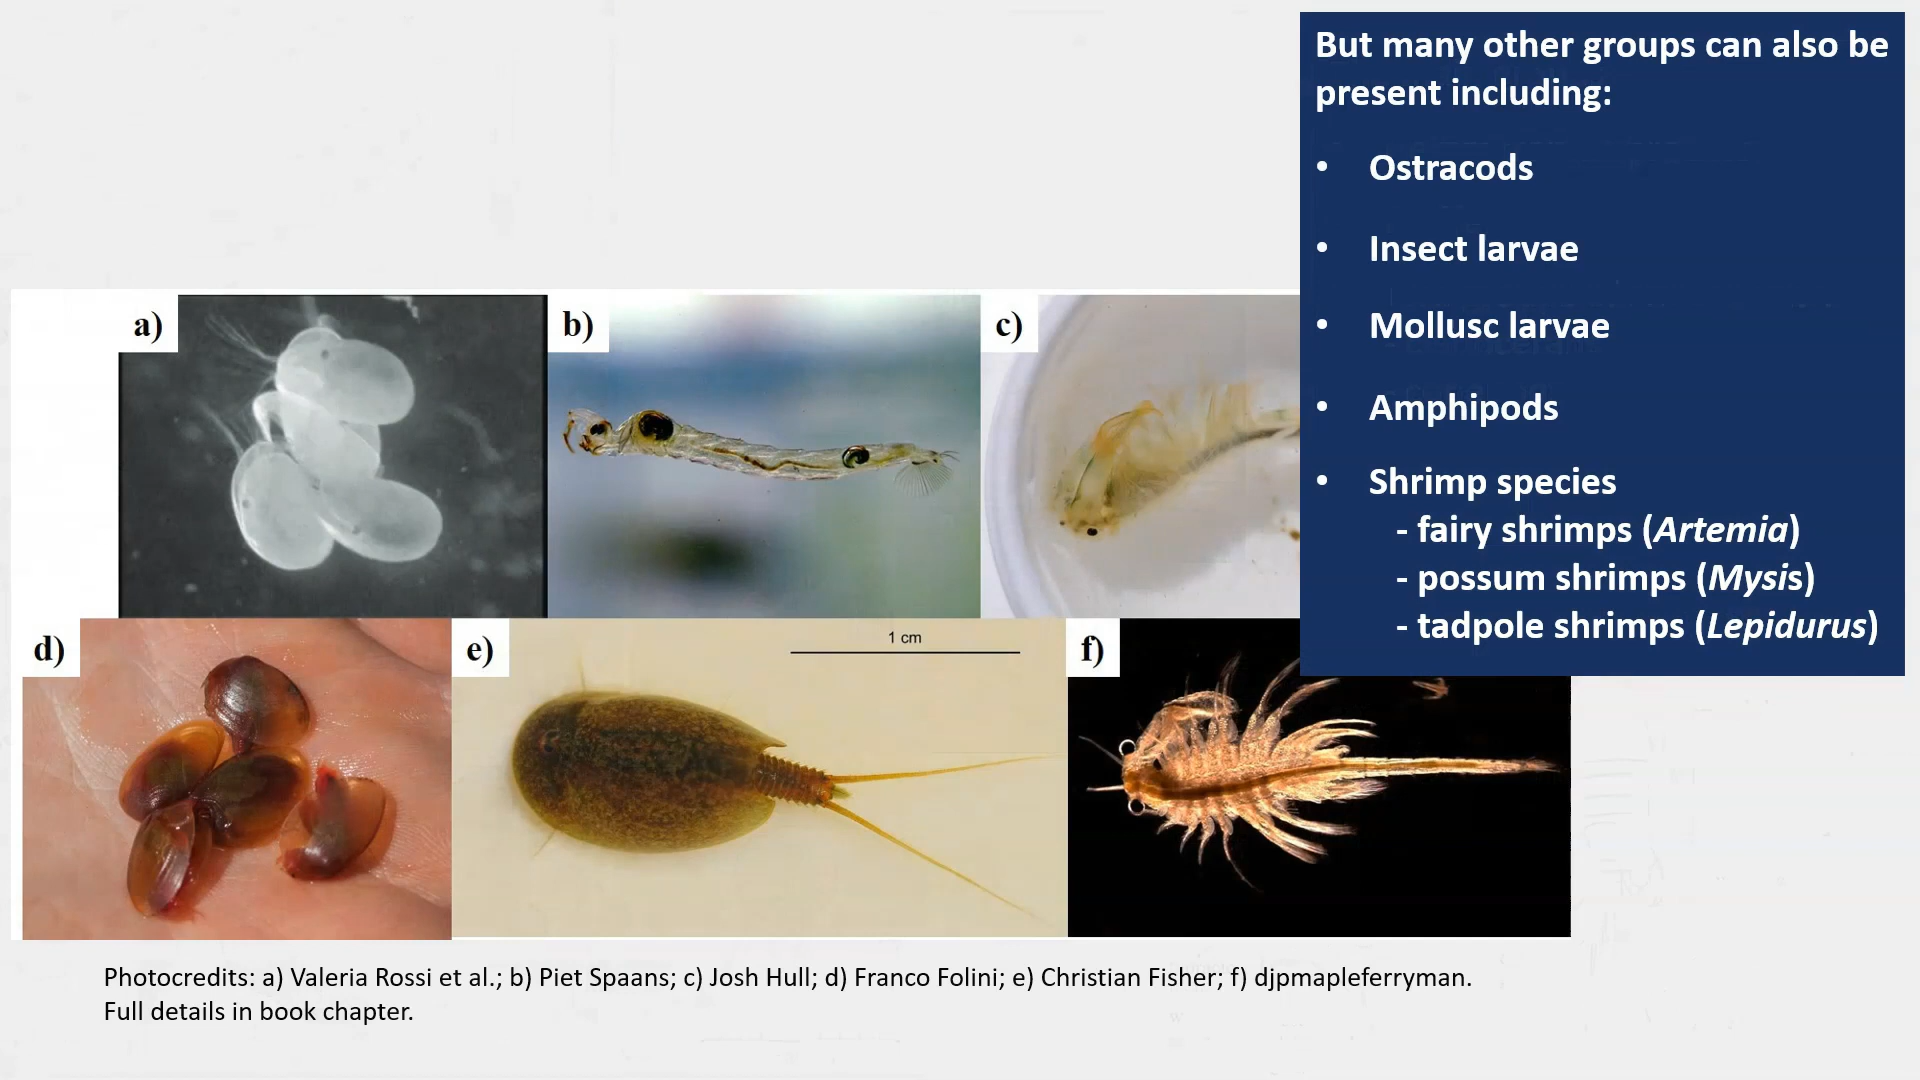 But many other groups can also be
present including:
• Ostracods
• Insect larvae
• Mollusc larvae
• Amphipods
• Shrimp species
- fairy shrimps (Artemia)
- possum shrimps (Mysis)
- tadpole shrimps (Lepidurus)
a)
b)
c)
d)
e)
1 cm
f)
Photocredits: a) Valeria Rossi et al.; b) Piet Spaans; c) Josh Hull; d) Franco Folini; e) Christian Fisher; f) djpmapleferryman.
Full details in book chapter.